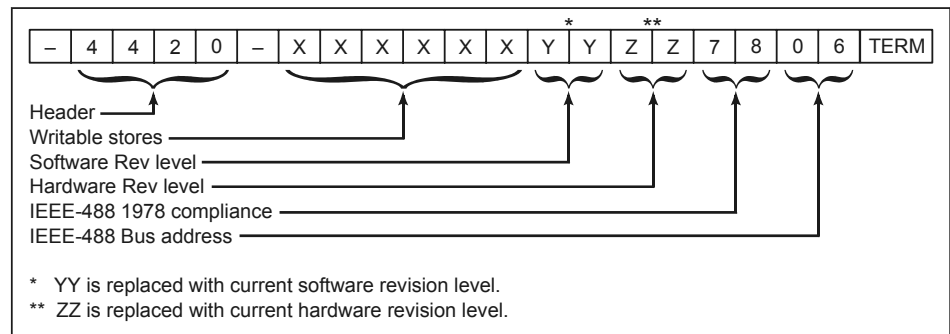 * **
– 4 4 2 0 – X X X X X X Y Y Z Z 7 8 0 6 TERM
Header
Writable stores
Software Rev level
Hardware Rev level
IEEE-488 1978 compliance
IEEE-488 Bus address
* YY is replaced with current software revision level.
** ZZ is replaced with current hardware revision level.